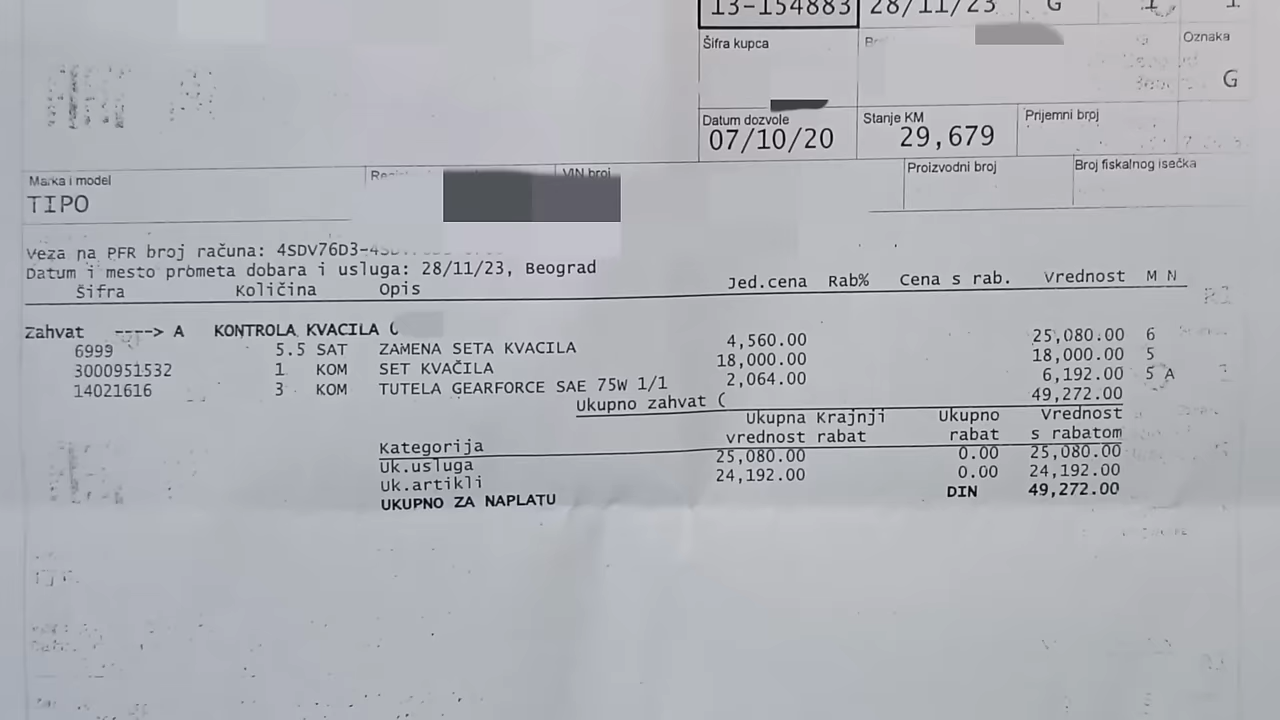 13-154883 28/11/23 G 1 1
Šifra kupca Oznaka
G
Datum dozvole Stanje KM Prijemni broj
07/10/20 29,679
Marka i model VIN broj Proizvodni broj Broj fiskalnog isečka
TIPO
Veza na PFR broj računa: 4SDV76D3-
Datum i mesto prometa dobara i usluga: 28/11/23, Beograd
Šifra Količina Opis Jed.cena Rab% Cena s rab. Vrednost M N
Zahvat ----> A KONTROLA KVACILA (
6999 5.5 SAT ZAMENA SETA KVACILA 4,560.00 25,080.00 6
3000951532 1 KOM SET KVAČILA 18,000.00 18,000.00 5
14021616 3 KOM TUTELA GEARFORCE SAE 75W 1/1 2,064.00 6,192.00 5 A
Ukupno zahvat ( 49,272.00
Ukupna Krajnji Ukupno Vrednost
Kategorija vrednost rabat rabat s rabatom
Uk.usluga 25,080.00 0.00 25,080.00
Uk.artikli 24,192.00 0.00 24,192.00
UKUPNO ZA NAPLATU DIN 49,272.00